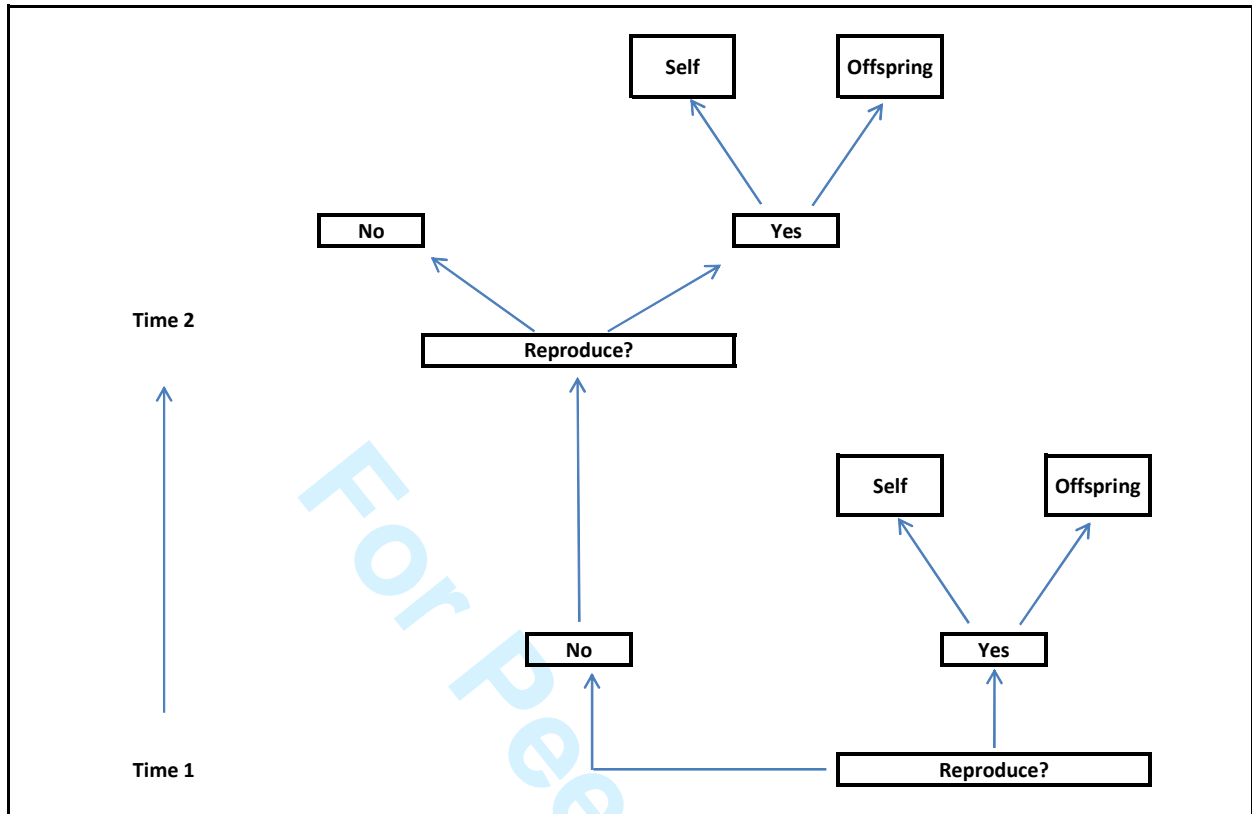 Self
Offspring
No
Yes
Time 2
Reproduce?
Self
Offspring
No
Yes
Time 1
Reproduce?
For Pee